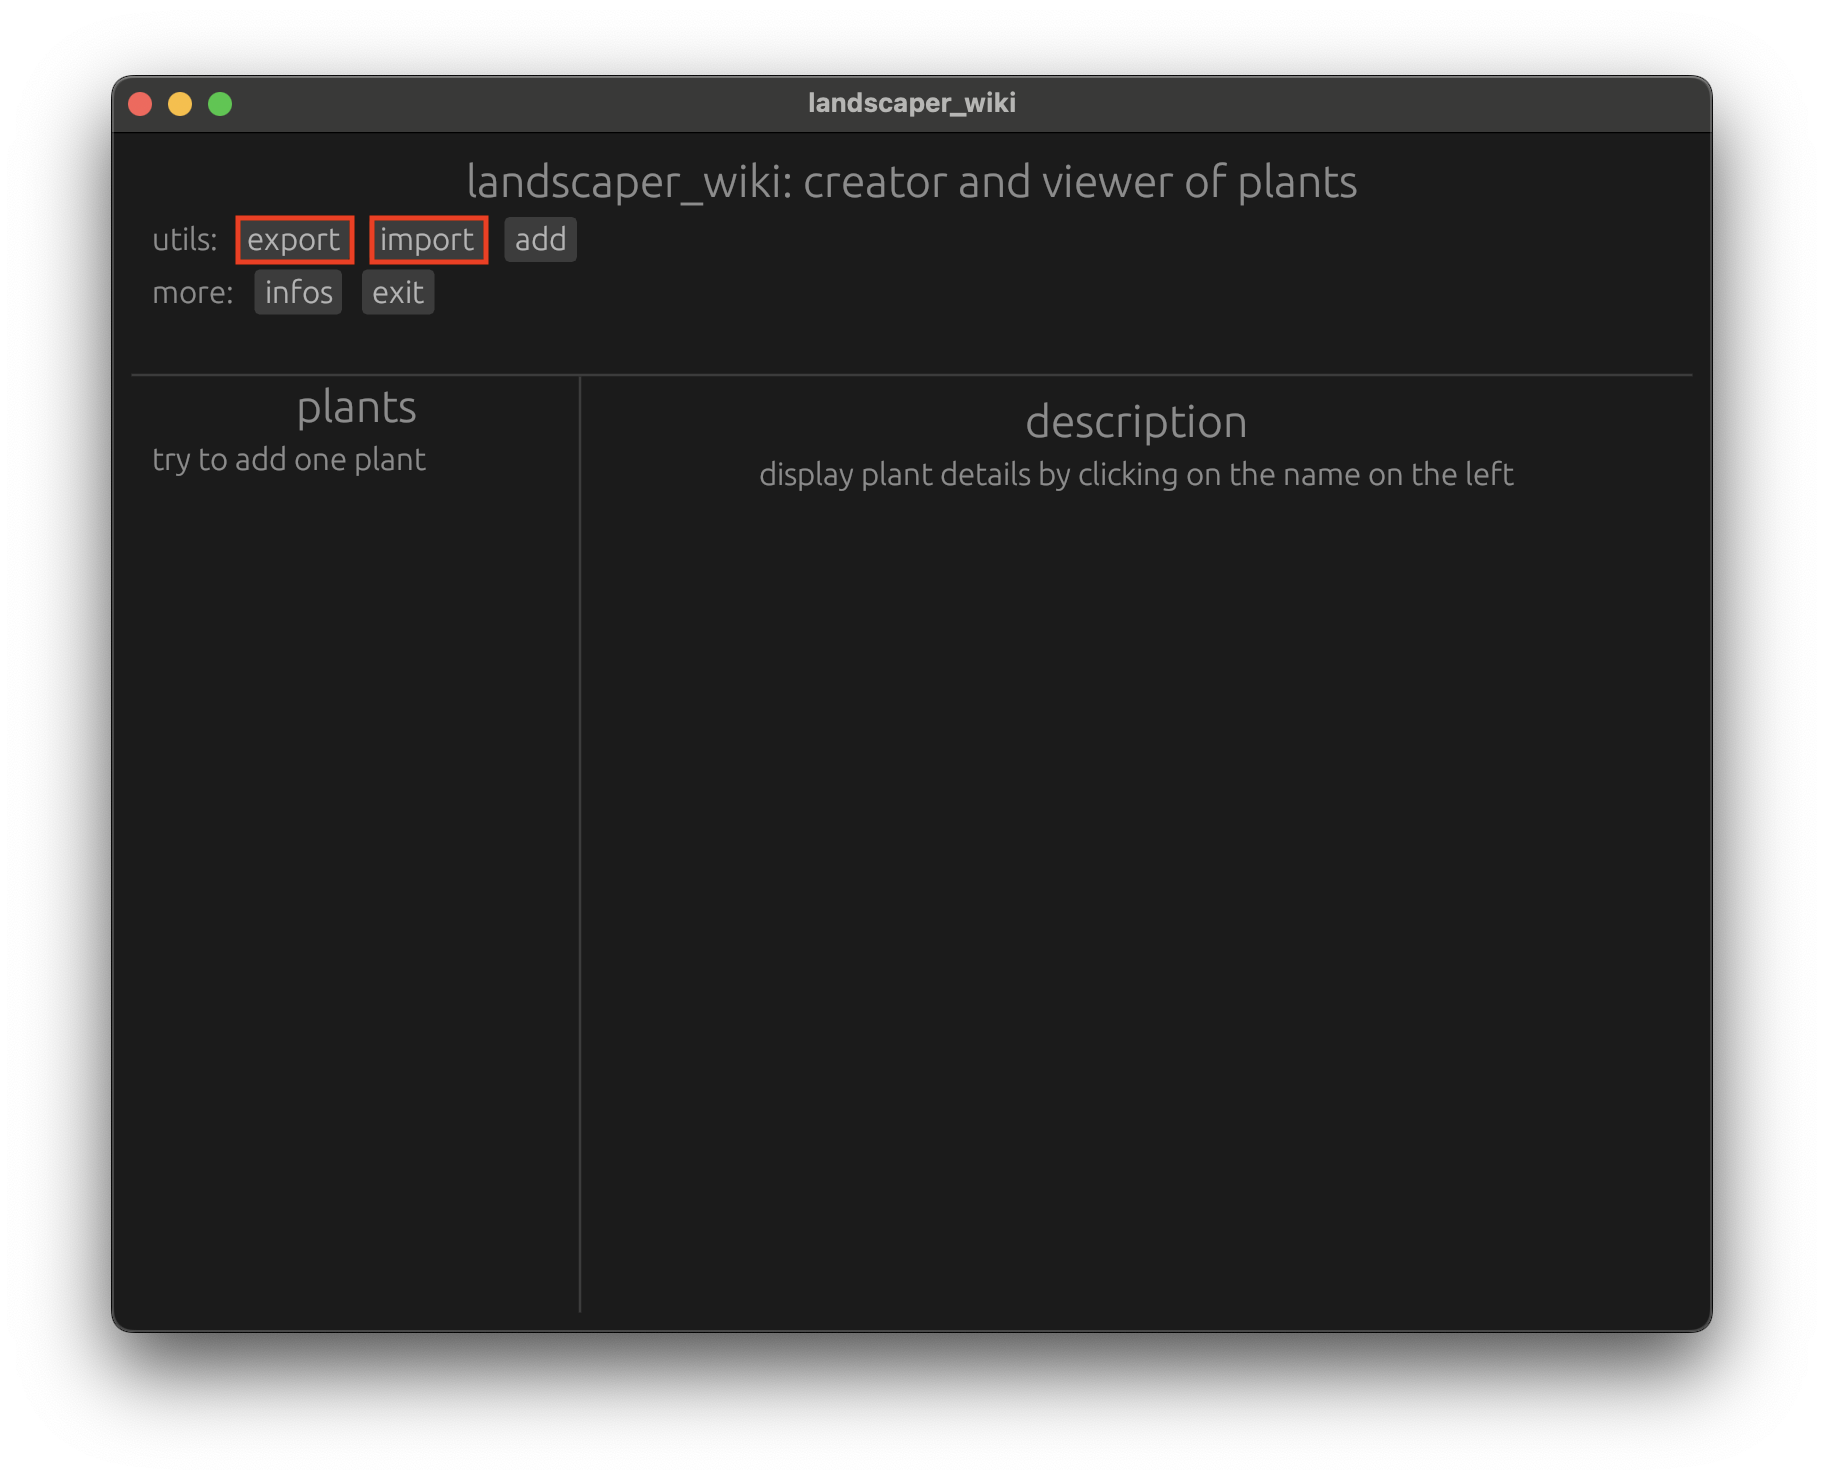 landscaper_wiki
landscaper_wiki: creator and viewer of plants
utils: export import add
more: infos exit
plants
try to add one plant
description
display plant details by clicking on the name on the left